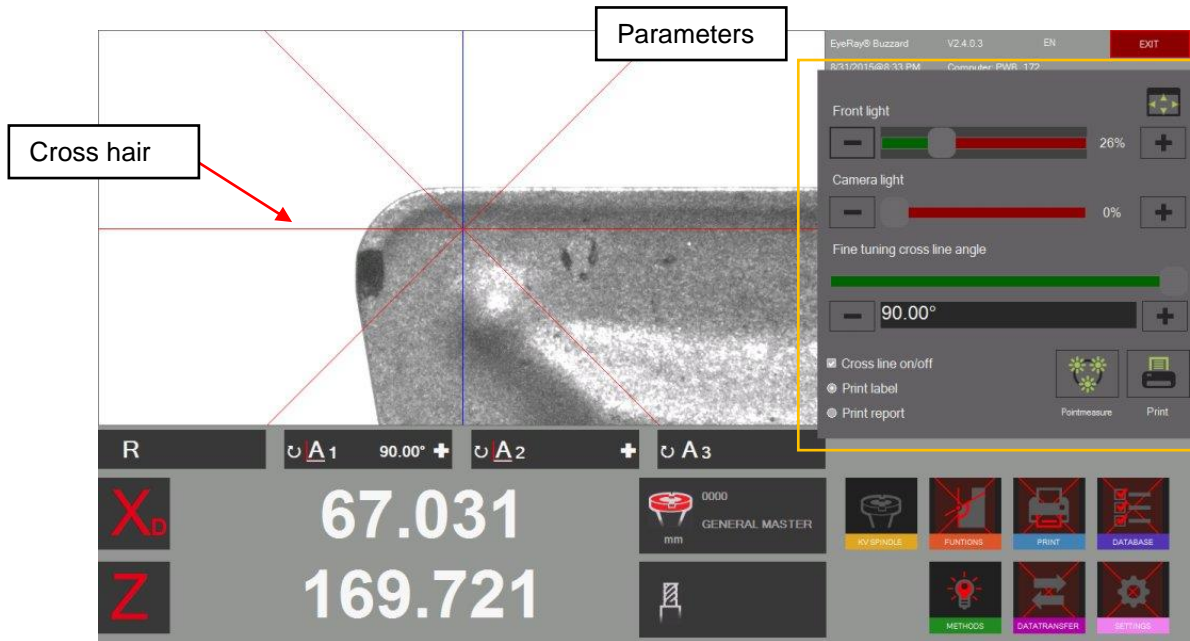 Parameters
Cross hair
EyeRay® Buzzard V2.4.0.3 EN EXIT
8/31/2015@8:33 PM Computer: PWB_172
Front light
26%
Camera light
0%
Fine tuning cross line angle
90.00°
Cross line on/off
Print label
Print report
Pointmeasure Print
R A1 90.00° A2 A3
XD 67.031
0000
GENERAL MASTER
mm
Z 169.721
KV SPINDLE FUNTIONS PRINT DATABASE
METHODS DATATRANSFER SETTINGS